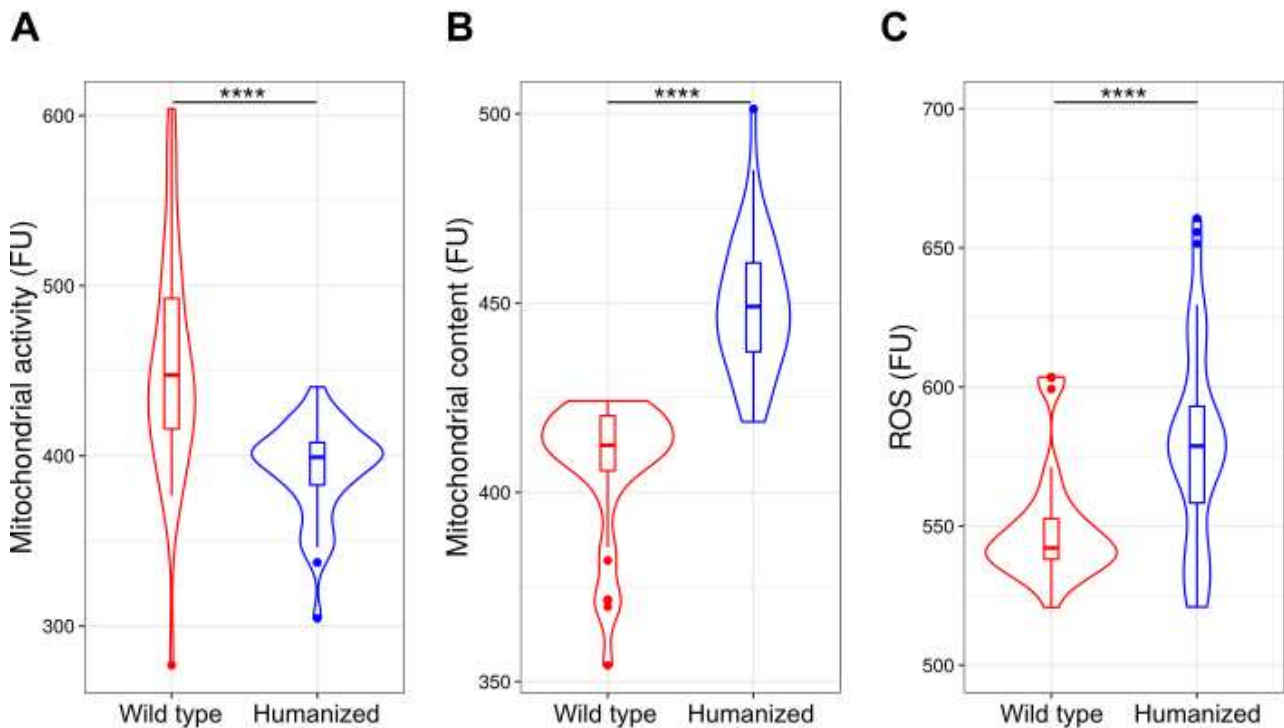 A
B
C
****
****
****
Mitochondrial activity (FU)
600
500
400
300
Wild type
Humanized
Mitochondrial content (FU)
500
450
400
350
Wild type
Humanized
ROS (FU)
700
650
600
550
500
Wild type
Humanized